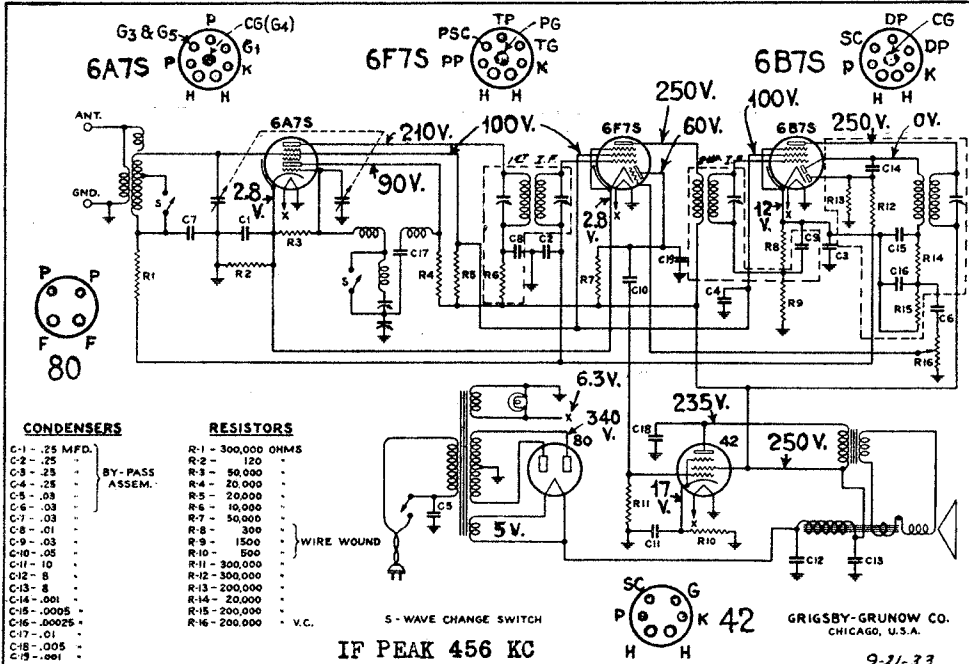 P
G3 & G5
CG(G4)
G1
6A7S
P
K
H H
TP
PSC
PG
TG
6F7S
PP
K
H H
DP
SC
CG
DP
6B7S
P
K
H H
ANT.
GND.
6A7S
210V.
100V.
90V.
2.8 V.
X
S
C7
C1
R3
R2
R1
S
C17
R4
R5
R6
1ST I.F.
C8
C2
6F7S
250V.
60V.
2.8 V.
X
R7
C10
C19
100V.
C4
6B7S
250V.
0V.
12 V.
X
R8
C9
C3
R9
R13
R12
C14
C15
R14
C16
R15
C6
R16
P P
F F
80
6.3V.
X
340 V.
80
5V.
C5
235V.
C18
42
250V.
17 V.
X
R11
C11
R10
C12
C13
CONDENSERS
C-1 - .25 MFD.
C-2 - .25 "
C-3 - .25 "
C-4 - .25 "
C-5 - .03 "
C-6 - .03 "
BY-PASS ASSEM.
C-7 - .03 "
C-8 - .01 "
C-9 - .03 "
C-10 - .05 "
C-11 - 10 "
C-12 - 8 "
C-13 - 8 "
C-14 - .001 "
C-15 - .0005 "
C-16 - .00025 "
C-17 - .01 "
C-18 - .005 "
C-19 - .001 "
RESISTORS
R-1 - 300,000 OHMS
R-2 - 120 "
R-3 - 50,000 "
R-4 - 20,000 "
R-5 - 20,000 "
R-6 - 10,000 "
R-7 - 50,000 "
R-8 - 300 "
R-9 - 1500 "
R-10 - 500 "
WIRE WOUND
R-11 - 300,000 "
R-12 - 300,000 "
R-13 - 200,000 "
R-14 - 20,000 "
R-15 - 200,000 "
R-16 - 200,000 " V.C.
S - WAVE CHANGE SWITCH
IF PEAK 456 KC
SC G
P K
H H
42
GRIGSBY-GRUNOW CO.
CHICAGO, U.S.A.
9-21-33